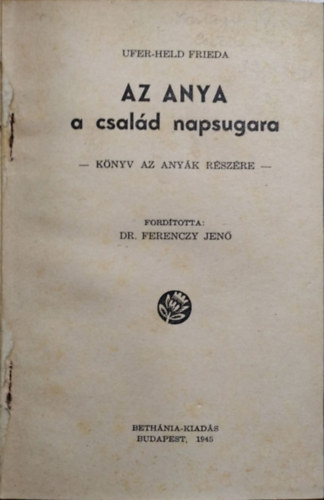 UFER-HELD FRIEDA
AZ ANYA
a család napsugara
— KÖNYV AZ ANYÁK RÉSZÉRE —
FORDÍTOTTA:
DR. FERENCZY JENŐ
BETHÁNIA-KIADÁS
BUDAPEST, 1945